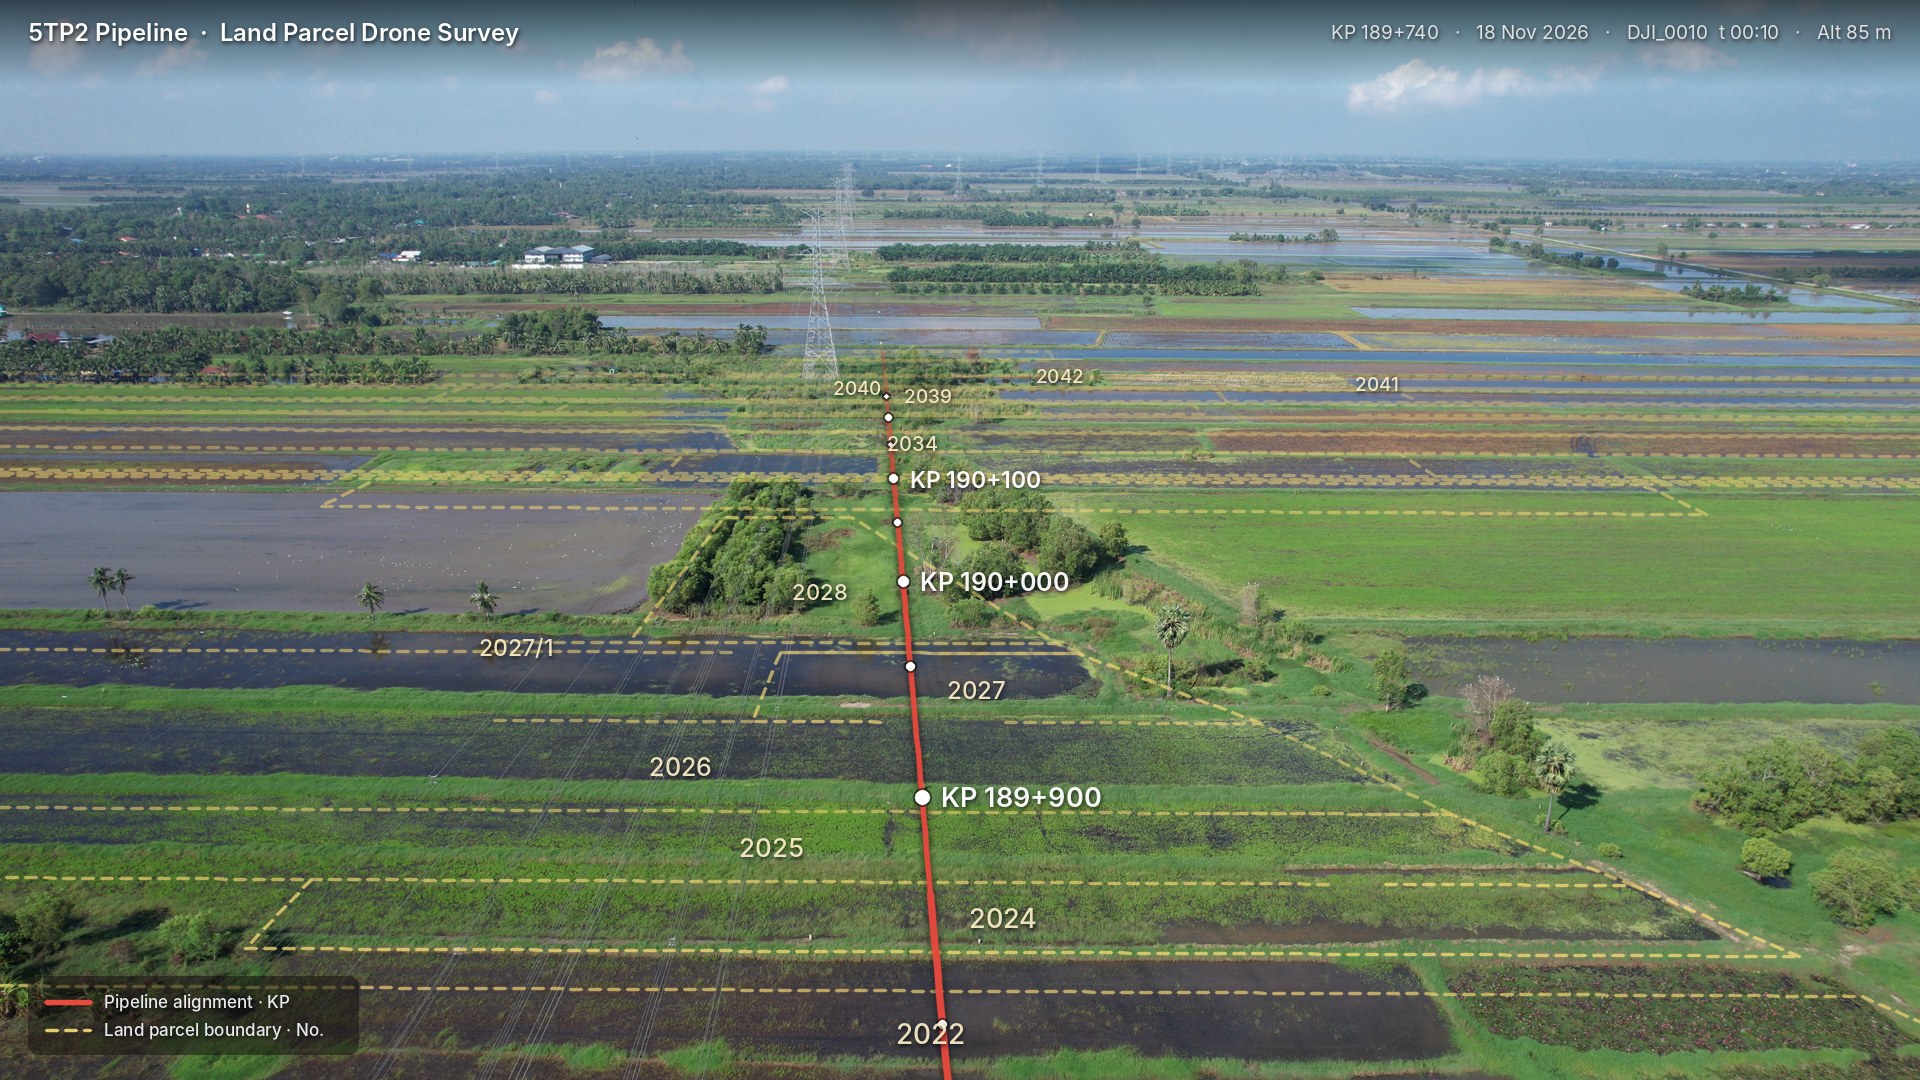 5TP2 Pipeline · Land Parcel Drone Survey
KP 189+740 · 18 Nov 2026 · DJI_0010 t 00:10 · Alt 85 m
2042
2041
2040
2039
2034
KP 190+100
KP 190+000
2028
2027/1
2027
2026
KP 189+900
2025
2024
Pipeline alignment · KP
Land parcel boundary · No.
2022